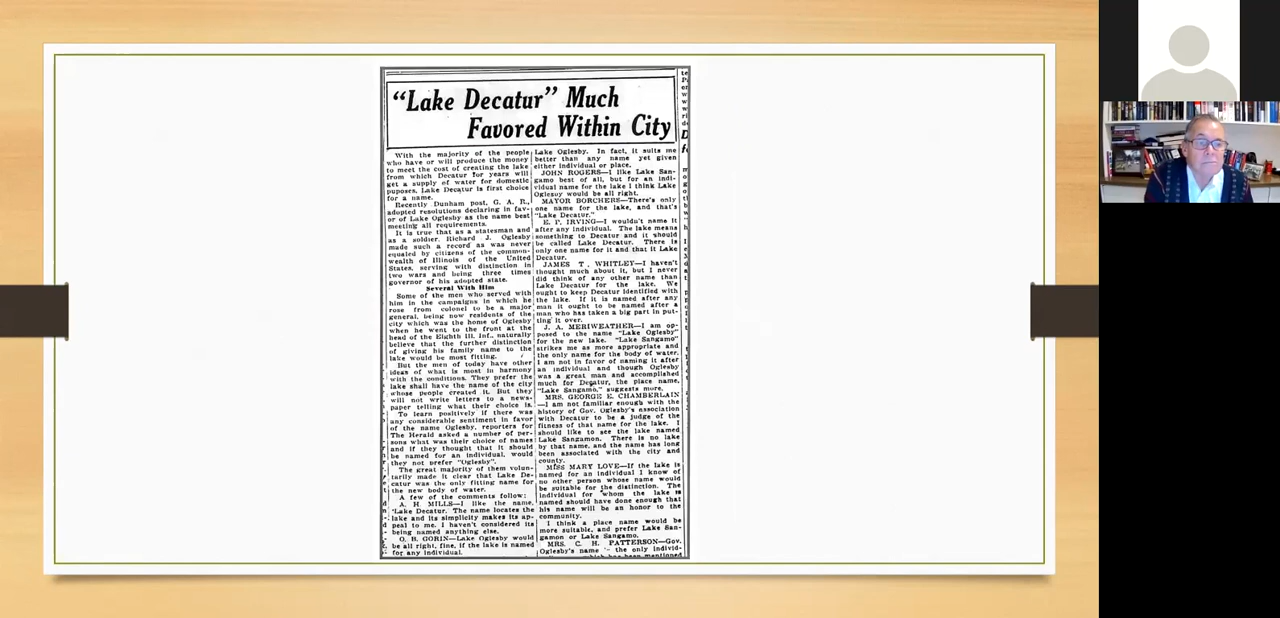 "Lake Decatur" Much
Favored Within City
With the majority of the people
who have or will produce the money
to meet the cost of creating the lake
from which Decatur for years will
get a supply of water for domestic
puposes, Lake Decatur is first choice
for a name.
Recently Dunham post, G. A. R.,
adopted resolutions declaring in fav-
or of Lake Oglesby as the name best
meeting all requirements.
It is true that as a statesman and
as a soldier, Richard J. Oglesby
made such a record as was never
equaled by citizens of the common-
wealth of Illinois of the United
States, serving with distinction in
two wars and being three times
governor of his adopted state.
Several With Him
Some of the men who served with
him in the campaigns in which he
rose from colonel to be a major
general, being now residents of the
city which was the home of Oglesby
when he went to the front at the
head of the Eighth Ill. Inf., naturally
believe that the further distinction
of giving his family name to the
lake would be most fitting.
But the men of today have other
ideas of what is most in harmony
with the conditions. They prefer the
lake shall have the name of the city
whose people created it. But they
will not write letters to a news-
paper telling what their choice is.
To learn positively if there was
any considerable sentiment in favor
of the name Oglesby, reporters for
The Herald asked a number of per-
sons what was their choice of names
and if they thought that it should
be named for an individual, would
they not prefer "Oglesby".
The great majority of them volun-
tarily made it clear that Lake De-
catur was the only fitting name for
the new body of water.
A few of the comments follow:
A. H. MILLS—I like the name,
"Lake Decatur. The name locates the
lake and its simplicity makes its ap-
peal to me. I haven't considered its
being named anything else.
O. B. GORIN—Lake Oglesby would
be all right, fine, if the lake is named
for any individual.
Lake Oglesby. In fact, it suits me
better than any name yet given
either individual or place.
JOHN ROGERS—I like Lake San-
gamo best of all, but for an indi-
vidual name for the lake I think Lake
Oglesby would be all right.
MAYOR BORCHERS—There's only
one name for the lake, and that's
"Lake Decatur."
E. P. IRVING—I wouldn't name it
after any individual. The lake means
something to Decatur and it should
be called Lake Decatur. There is
only one name for it and that it Lake
Decatur.
JAMES T. WHITLEY—I haven't
thought much about it, but I never
did think of any other name than
Lake Decatur for the lake. We
ought to keep Decatur identified with
the lake. If it is named after any
man it ought to be named after a
man who has taken a big part in put-
ting it over.
J. A. MERIWEATHER—I am op-
posed to the name "Lake Oglesby"
for the new lake. "Lake Sangamo"
strikes me as more appropriate and
the only name for the body of water.
I am not in favor of naming it after
an individual and though Oglesby
was a great man and accomplished
much for Decatur, the place name,
"Lake Sangamo," suggests more.
MRS. GEORGE E. CHAMBERLAIN
—I am not familiar enough with the
history of Gov. Oglesby's association
with Decatur to be a judge of the
fitness of that name for the lake. I
should like to see the lake named
Lake Sangamon. There is no lake
by that name, and the name has long
been associated with the city and
county.
MISS MARY LOVE—If the lake is
named for an individual I know of
no other person whose name would
be suitable for the distinction. The
individual for whom the lake is
named should have done enough that
his name will be an honor to the
community.
I think a place name would be
more suitable, and prefer Lake San-
gamon or Lake Sangamo.
MRS. C. H. PATTERSON—Gov.
Oglesby's name the only individ-